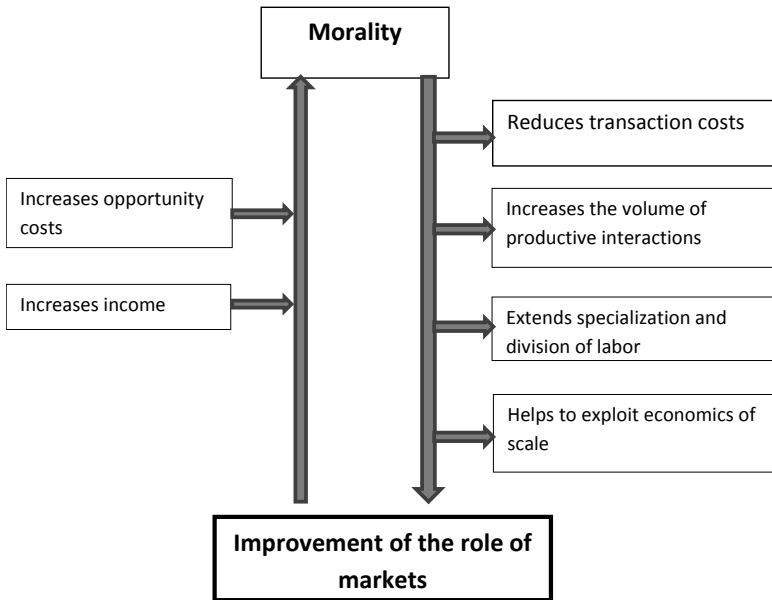 Morality
Reduces transaction costs
Increases opportunity
costs
Increases the volume of
productive interactions
Increases income
Extends specialization and
division of labor
Helps to exploit economics of
scale
Improvement of the role of
markets